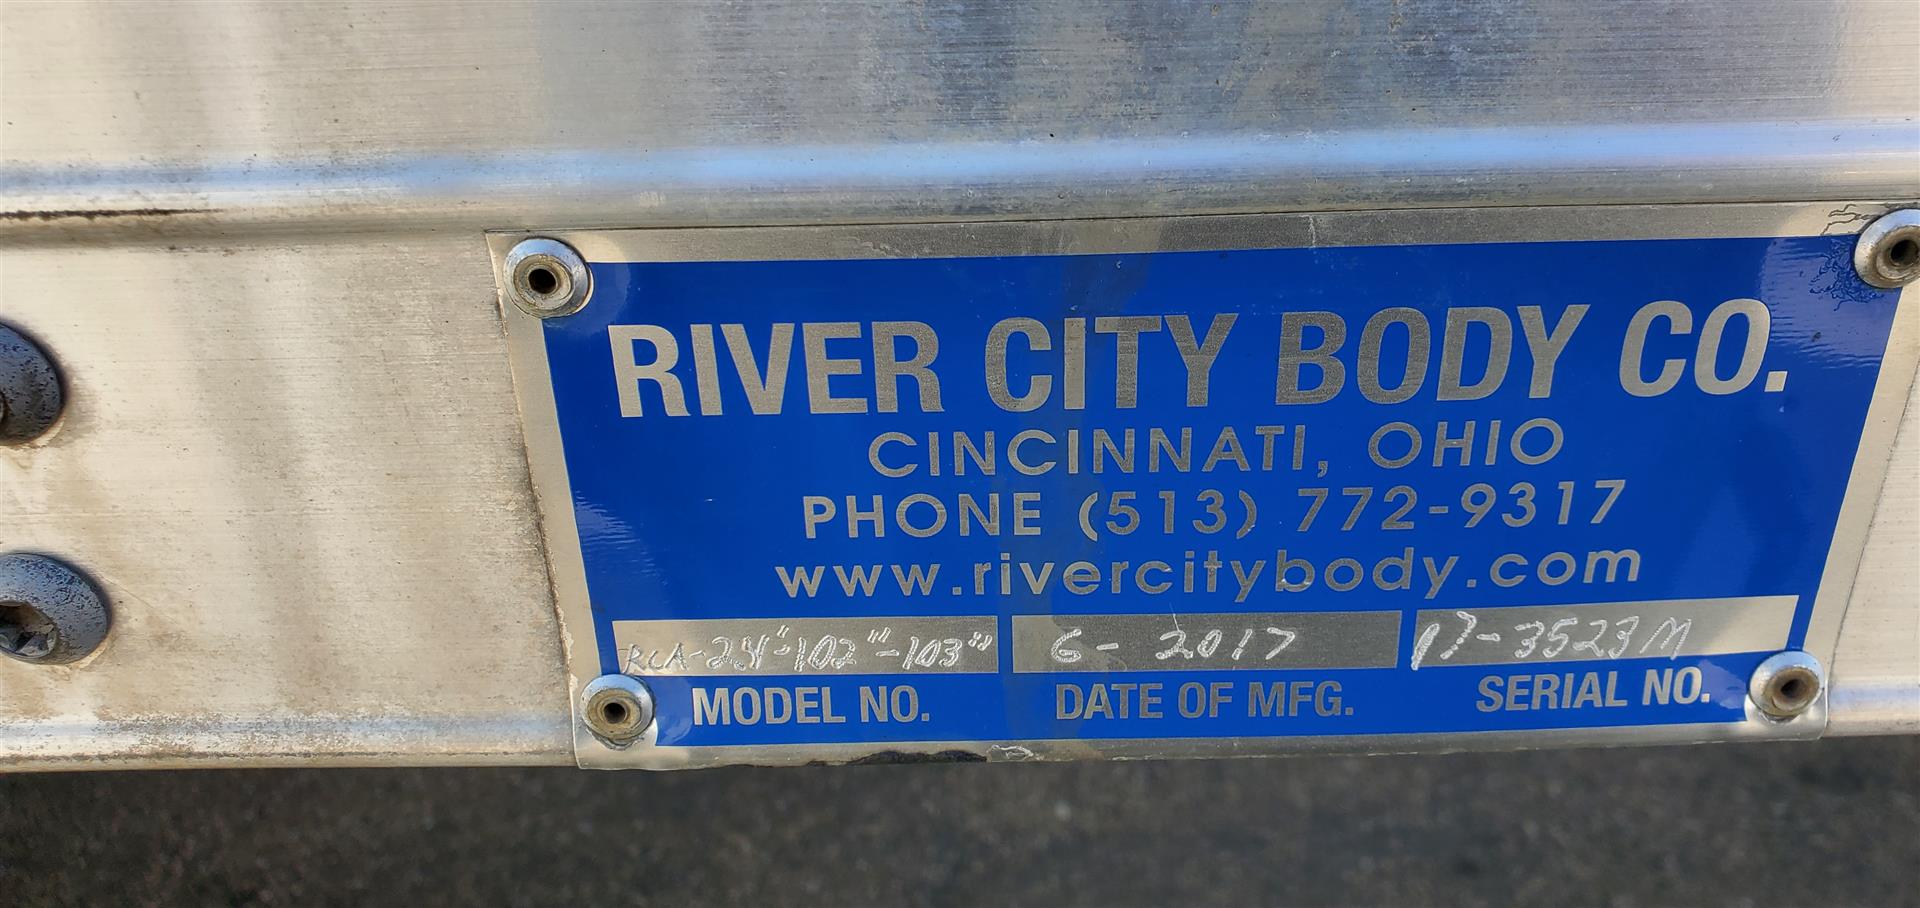 RIVER CITY BODY CO.
CINCINNATI, OHIO
PHONE (513) 772-9317
www.rivercitybody.com
RCA-24"-102"-103" 6-2017 17-3523M
MODEL NO. DATE OF MFG. SERIAL NO.